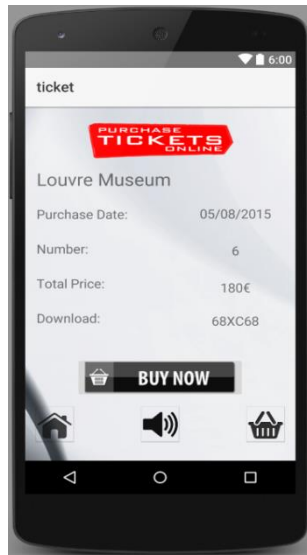 6:00
ticket
PURCHASE
TICKETS
ONLINE
Louvre Museum
Purchase Date: 05/08/2015
Number: 6
Total Price: 180€
Download: 68XC68
BUY NOW